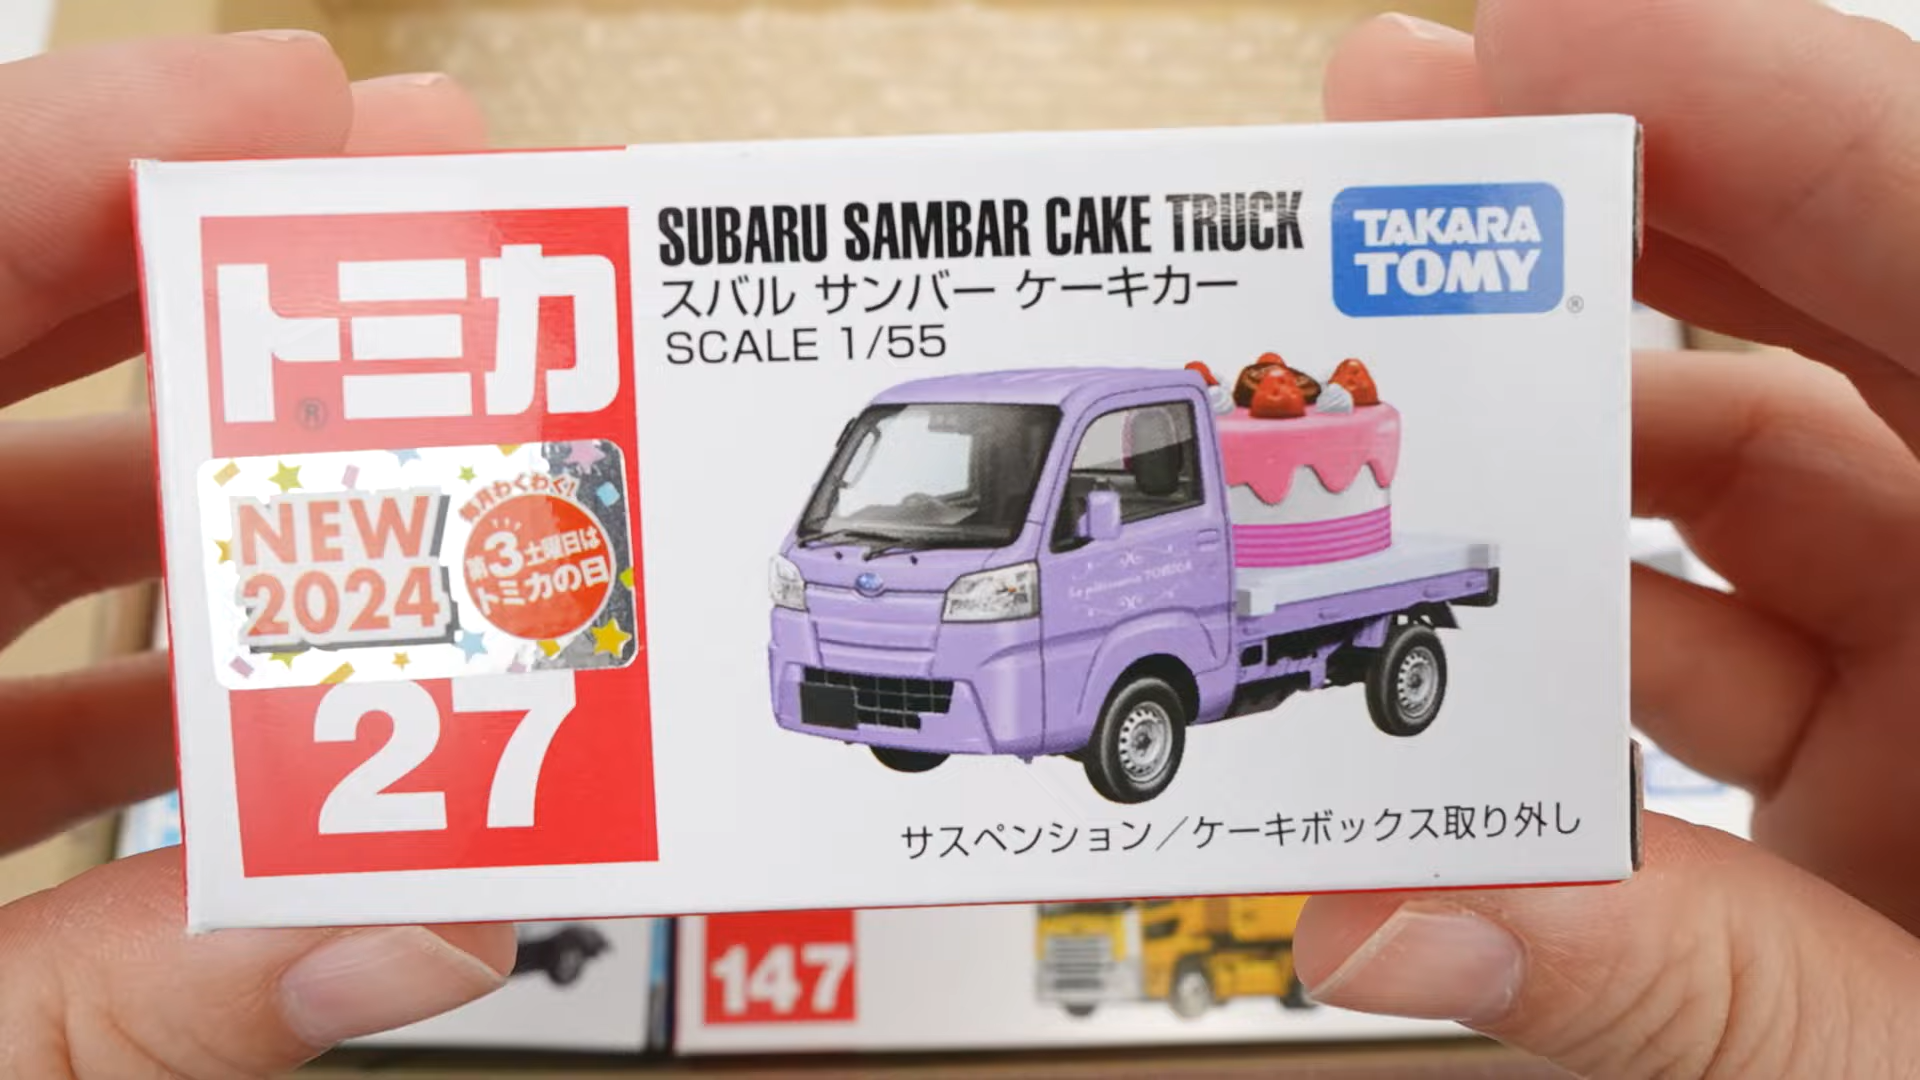 トミカ
®
NEW
2024
毎月わくわく!
第3土曜日は
トミカの日
27
SUBARU SAMBAR CAKE TRUCK
スバル サンバー ケーキカー
SCALE 1/55
TAKARA
TOMY
®
La pâtisserie TOMICA
サスペンション/ケーキボックス取り外し
147